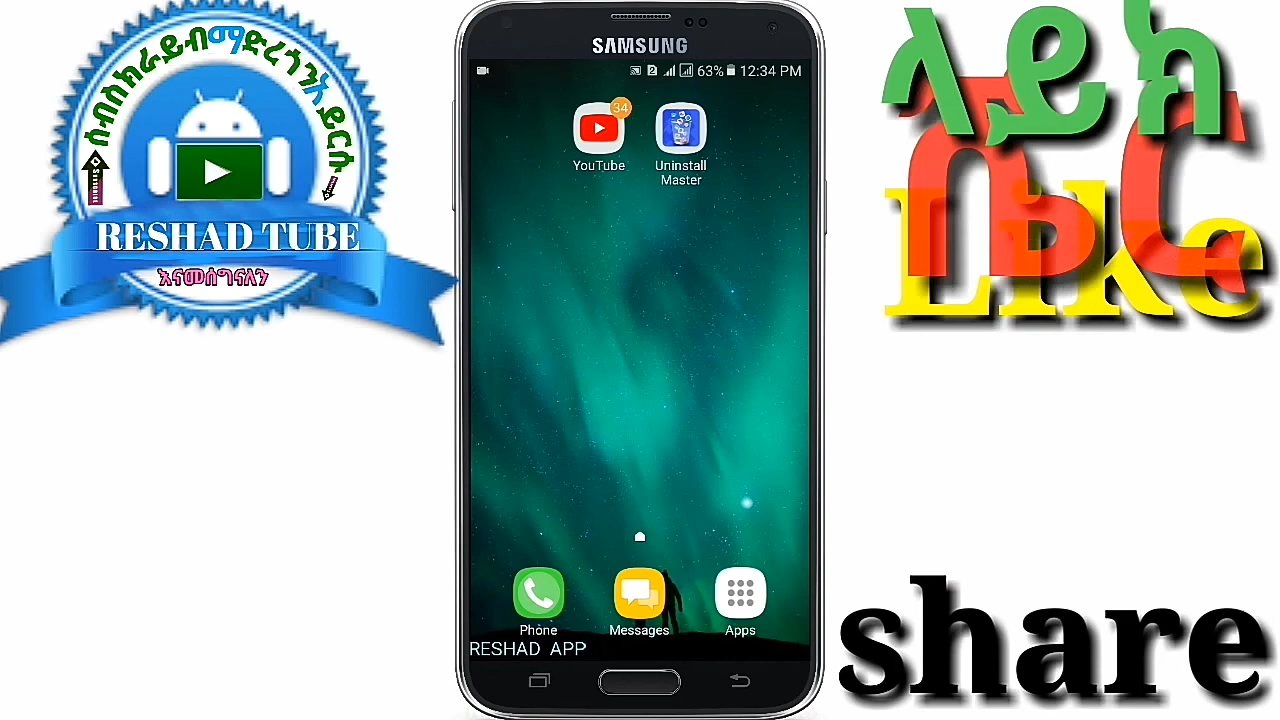 ሰብስክራይብ ማድረጎን አይርሱ
RESHAD TUBE
እናመሰግናለን
SAMSUNG
2
63%
12:34 PM
34
YouTube
Uninstall
Master
Phone
Messages
Apps
RESHAD APP
ላይክ
ሼር
Like
share